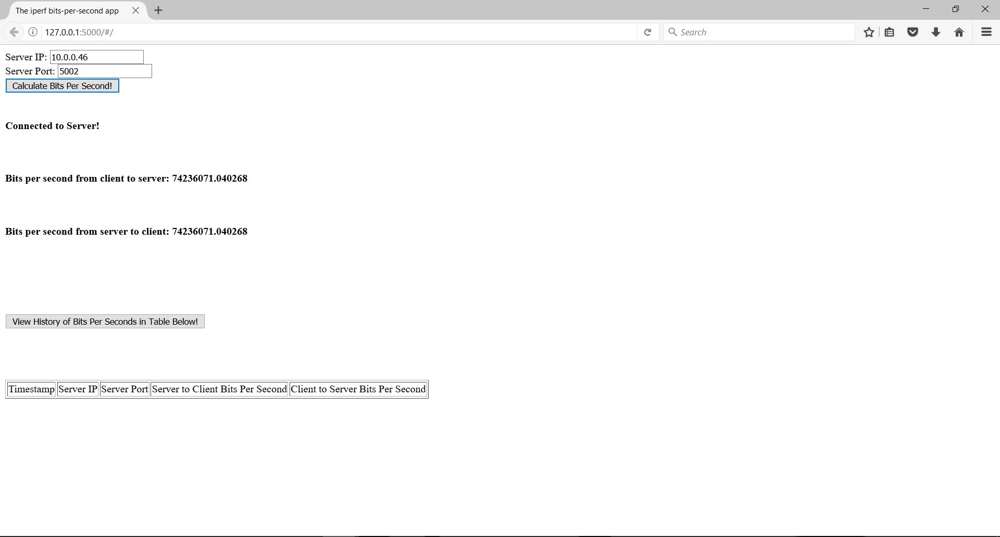 The iperf bits-per-second app
127.0.0.1:5000/#/
Search
Server IP: 10.0.0.46
Server Port: 5002
Calculate Bits Per Second!
Connected to Server!
Bits per second from client to server: 74236071.040268
Bits per second from server to client: 74236071.040268
View History of Bits Per Seconds in Table Below!
Timestamp Server IP Server Port Server to Client Bits Per Second Client to Server Bits Per Second